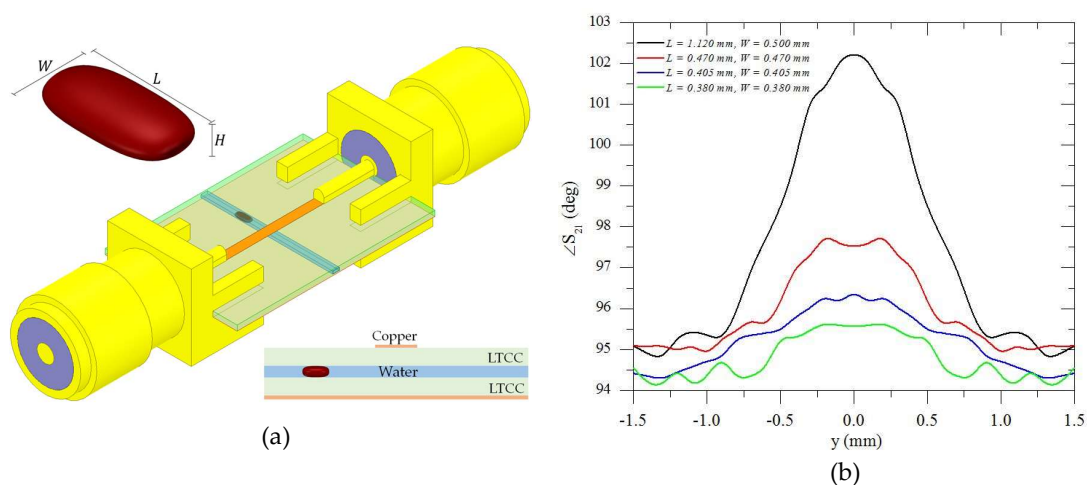 (a)
W
L
H
Copper
LTCC
Water
LTCC
(b)
103
102
101
100
99
98
97
96
95
94
∠S21 (deg)
L = 1.120 mm, W = 0.500 mm
L = 0.470 mm, W = 0.470 mm
L = 0.405 mm, W = 0.405 mm
L = 0.380 mm, W = 0.380 mm
-1.5 -1.0 -0.5 0.0 0.5 1.0 1.5
y (mm)
(a)
(b)